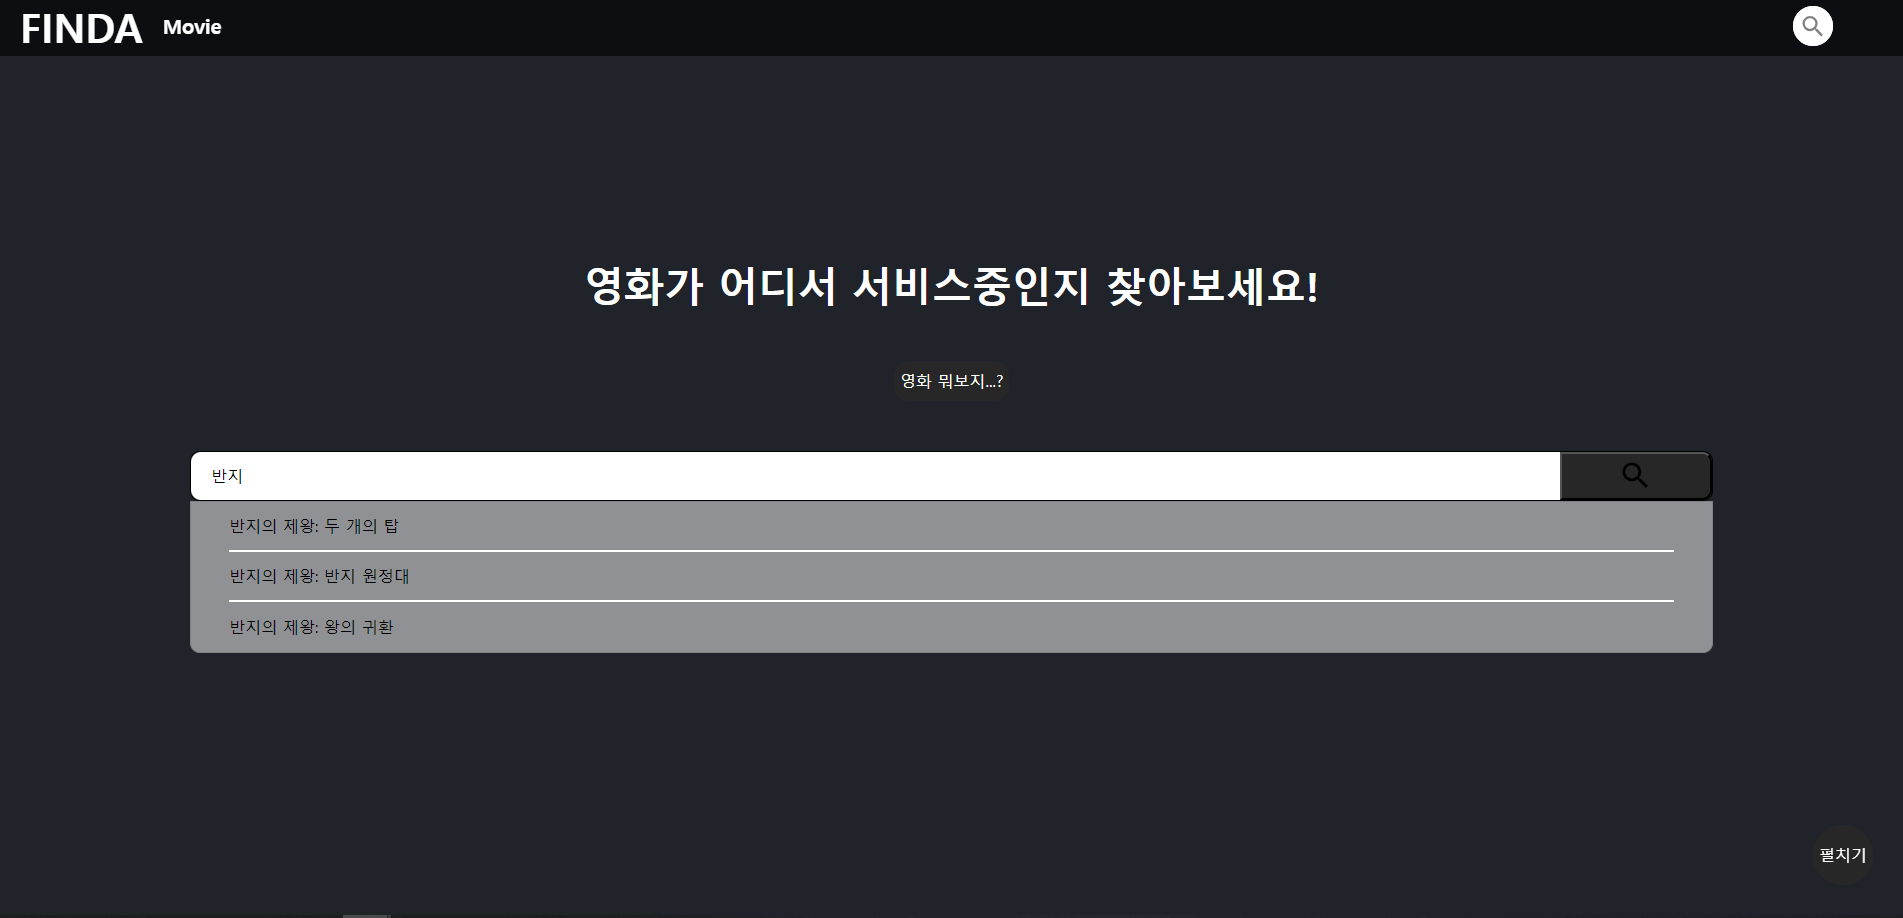 FINDA Movie
영화가 어디서 서비스중인지 찾아보세요!
영화 뭐보지...?
반지
반지의 제왕: 두 개의 탑
반지의 제왕: 반지 원정대
반지의 제왕: 왕의 귀환
펼치기